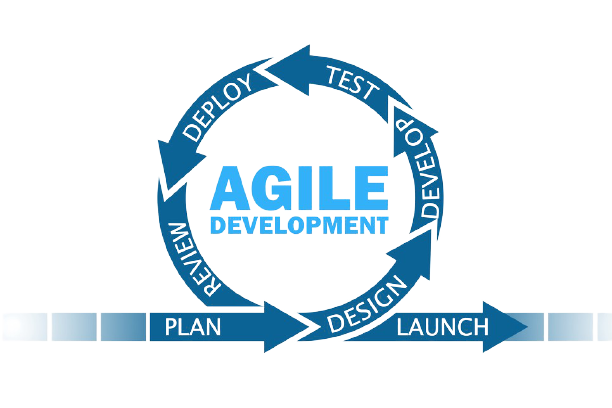 AGILE
DEVELOPMENT
PLAN
DESIGN
DEVELOP
TEST
DEPLOY
REVIEW
LAUNCH